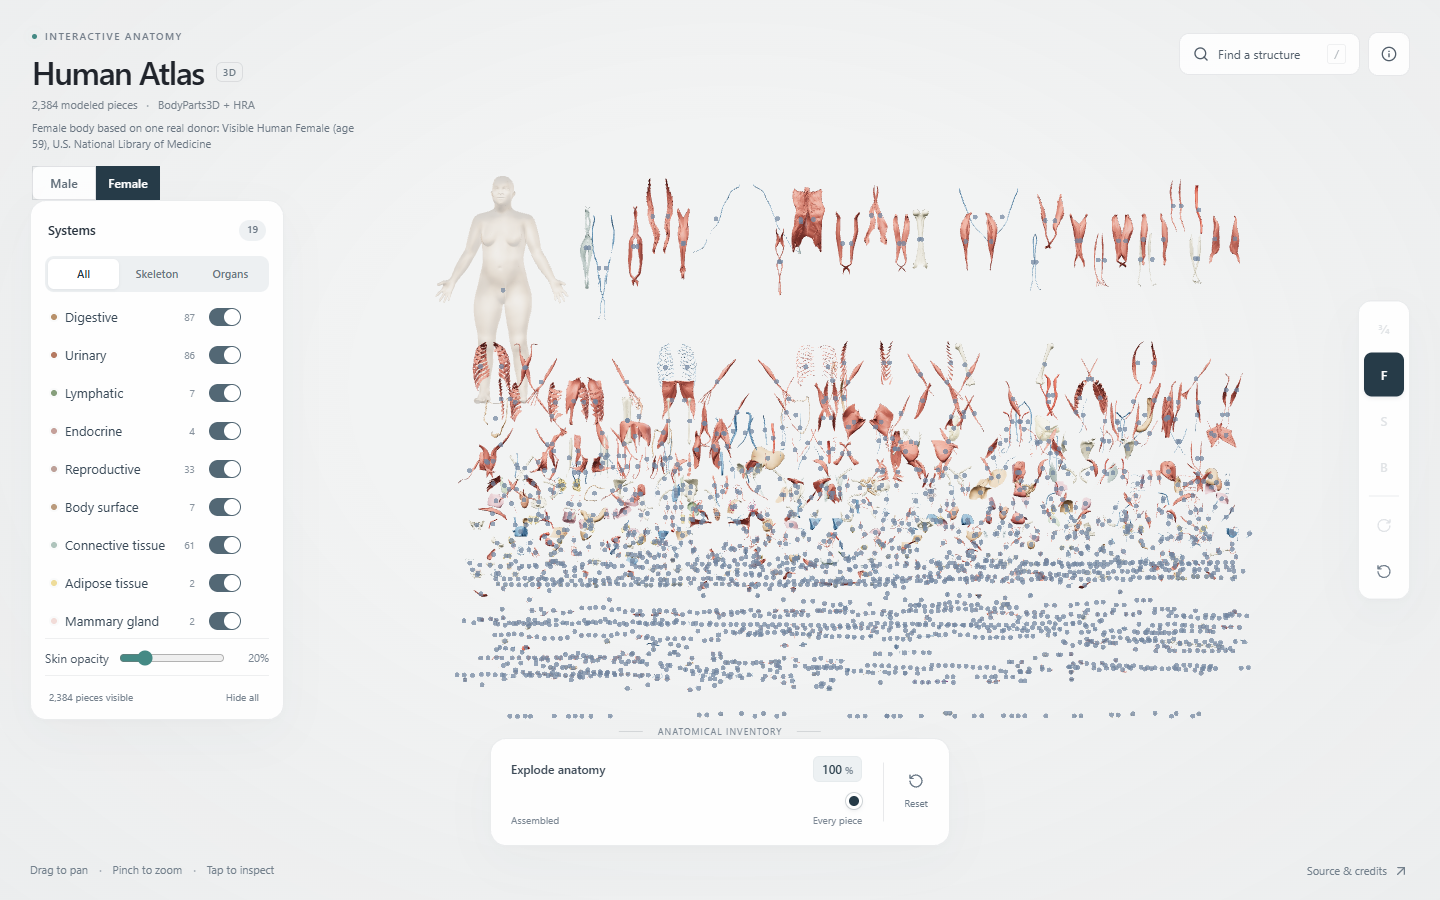 INTERACTIVE ANATOMY
Human Atlas 3D
2,384 modeled pieces · BodyParts3D + HRA
Female body based on one real donor: Visible Human Female (age
59), U.S. National Library of Medicine
Male Female
Find a structure /
Systems 19
All Skeleton Organs
Digestive 87
Urinary 86
Lymphatic 7
Endocrine 4
Reproductive 33
Body surface 7
Connective tissue 61
Adipose tissue 2
Mammary gland 2
Skin opacity 20%
2,384 pieces visible Hide all
¾
F
S
B
ANATOMICAL INVENTORY
Explode anatomy 100 %
Assembled Every piece
Reset
Drag to pan · Pinch to zoom · Tap to inspect
Source & credits